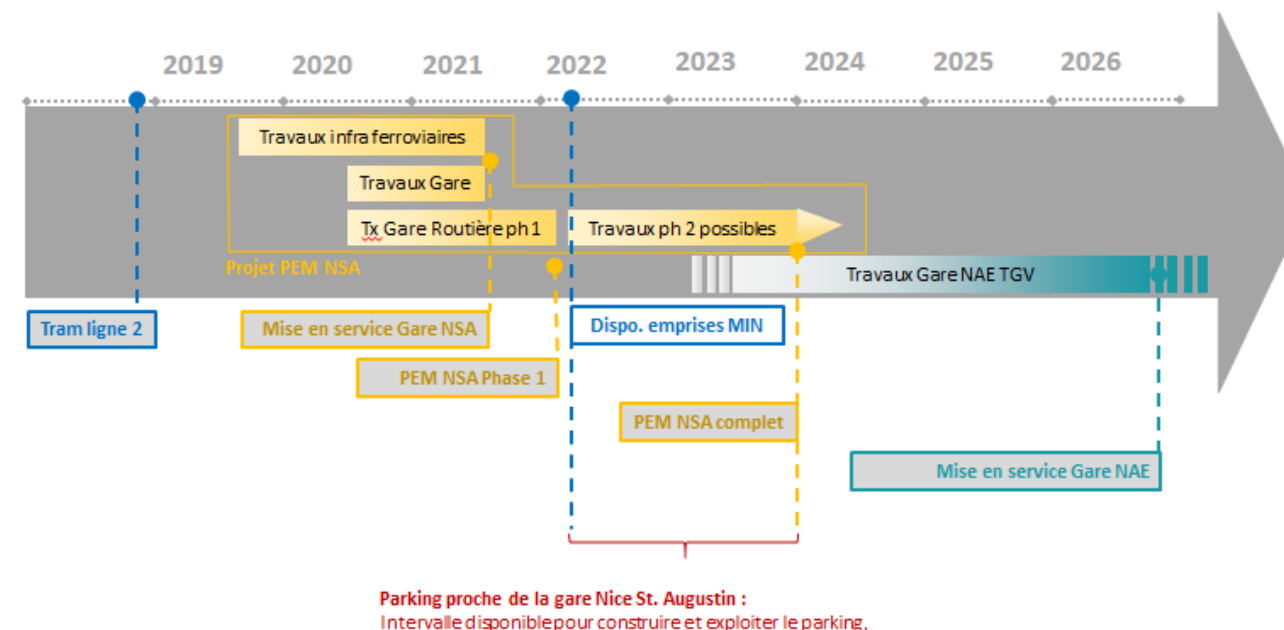 2019 2020 2021 2022 2023 2024 2025 2026
Travaux infra ferroviaires
Travaux Gare
Tx Gare Routière ph 1
Travaux ph 2 possibles
Projet PEM NSA
Travaux Gare NAE TGV
Tram ligne 2
Mise en service Gare NSA
Dispo. emprises MIN
PEM NSA Phase 1
PEM NSA complet
Mise en service Gare NAE
Parking proche de la gare Nice St. Augustin :
Intervalle disponible pour construire et exploiter le parking,